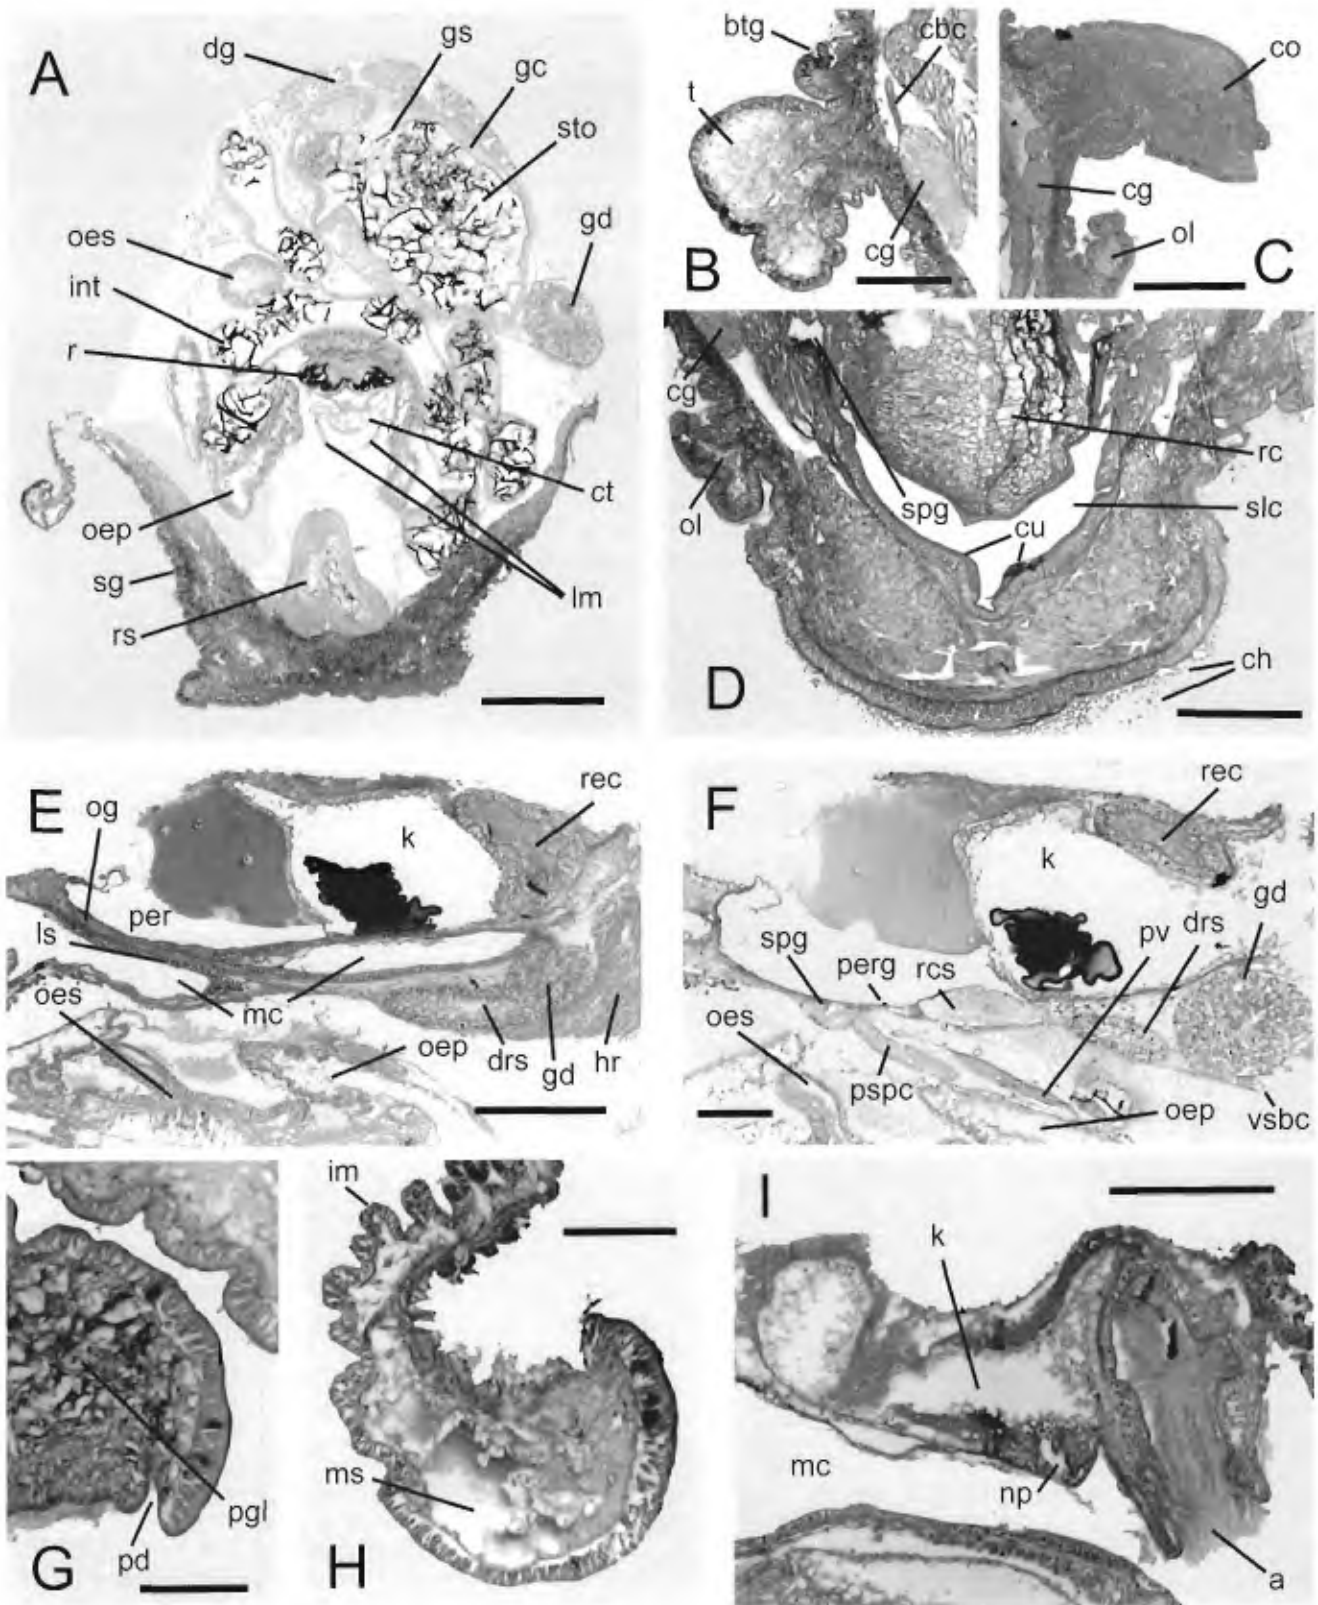 A
dg
gs
gc
sto
gd
oes
int
r
ct
oep
sg
rs
lm
B
btg
cbc
t
cg
C
co
cg
ol
D
cg
ol
spg
cu
rc
slc
ch
E
og
per
ls
oes
mc
k
rec
oep
drs
gd
hr
F
rec
k
gd
spg
perg
rcs
pv
drs
oes
pspc
oep
vsbc
G
pd
pgl
H
im
ms
I
k
mc
np
a